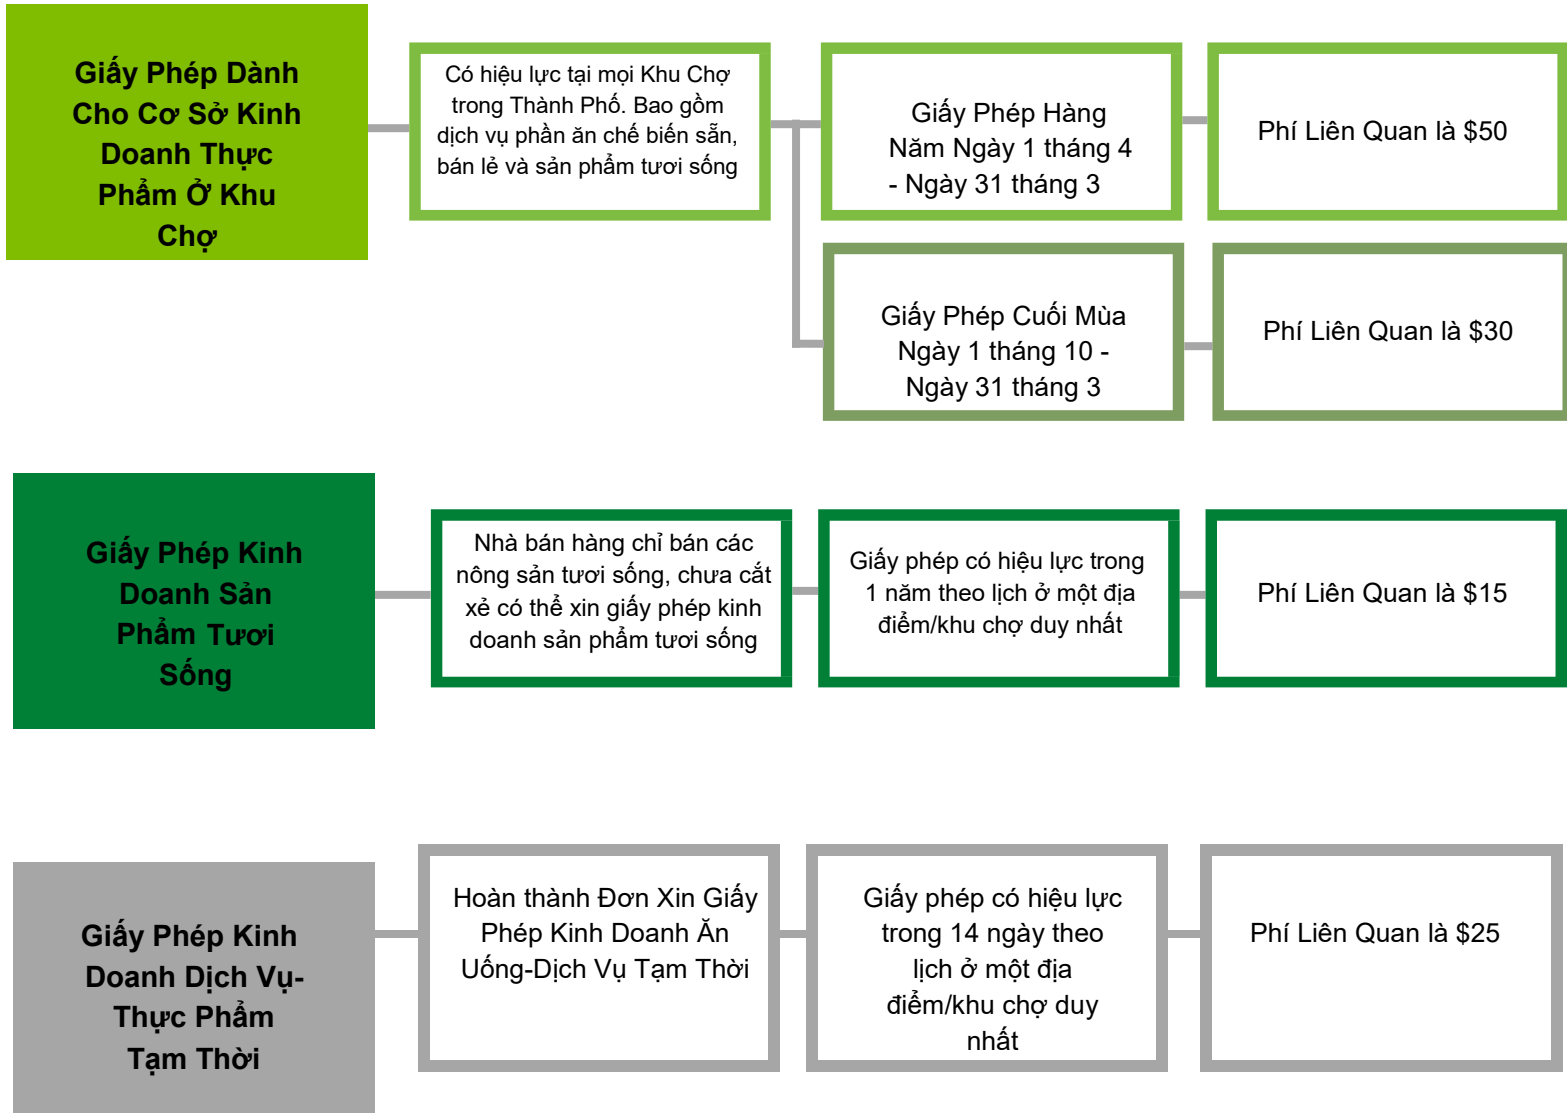 Giấy Phép Dành
Cho Cơ Sở Kinh
Doanh Thực
Phẩm Ở Khu
Chợ
Có hiệu lực tại mọi Khu Chợ
trong Thành Phố. Bao gồm
dịch vụ phần ăn chế biến sẵn,
bán lẻ và sản phẩm tươi sống
Giấy Phép Hàng
Năm Ngày 1 tháng 4
- Ngày 31 tháng 3
Phí Liên Quan là $50
Giấy Phép Cuối Mùa
Ngày 1 tháng 10 -
Ngày 31 tháng 3
Phí Liên Quan là $30
Giấy Phép Kinh
Doanh Sản
Phẩm Tươi
Sống
Nhà bán hàng chỉ bán các
nông sản tươi sống, chưa cắt
xẻ có thể xin giấy phép kinh
doanh sản phẩm tươi sống
Giấy phép có hiệu lực trong
1 năm theo lịch ở một địa
điểm/khu chợ duy nhất
Phí Liên Quan là $15
Giấy Phép Kinh
Doanh Dịch Vụ-
Thực Phẩm
Tạm Thời
Hoàn thành Đơn Xin Giấy
Phép Kinh Doanh Ăn
Uống-Dịch Vụ Tạm Thời
Giấy phép có hiệu lực
trong 14 ngày theo
lịch ở một địa
điểm/khu chợ duy
nhất
Phí Liên Quan là $25